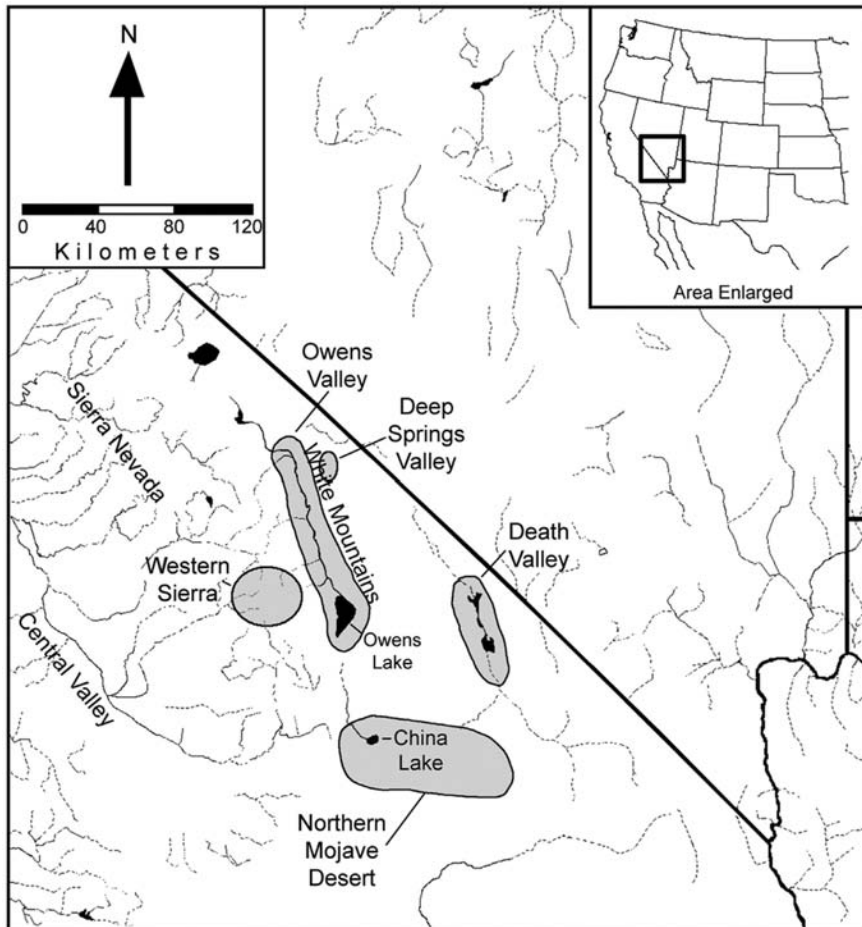 N
0 40 80 120
Kilometers
Area Enlarged
Owens
Valley
Deep
Springs
Valley
Sierra Nevada
White Mountains
Death
Valley
Western
Sierra
Owens
Lake
Central Valley
China
Lake
Northern
Mojave
Desert